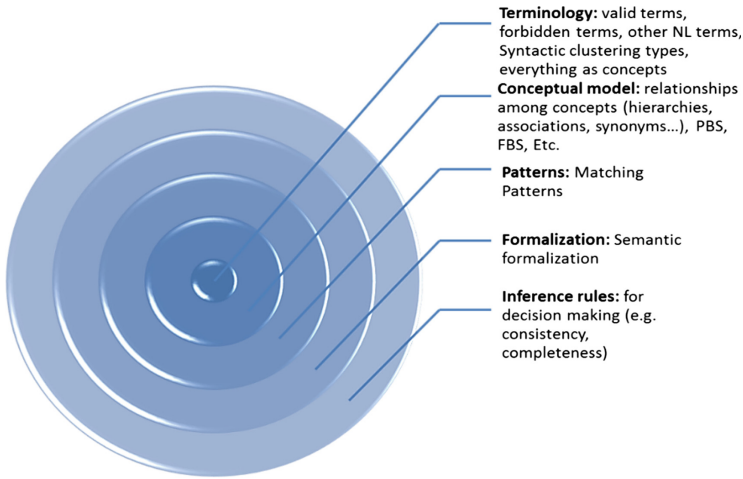 Terminology: valid terms,
forbidden terms, other NL terms,
Syntactic clustering types,
everything as concepts
Conceptual model: relationships
among concepts (hierarchies,
associations, synonyms...), PBS,
FBS, Etc.
Patterns: Matching
Patterns
Formalization: Semantic
formalization
Inference rules: for
decision making (e.g.
consistency,
completeness)